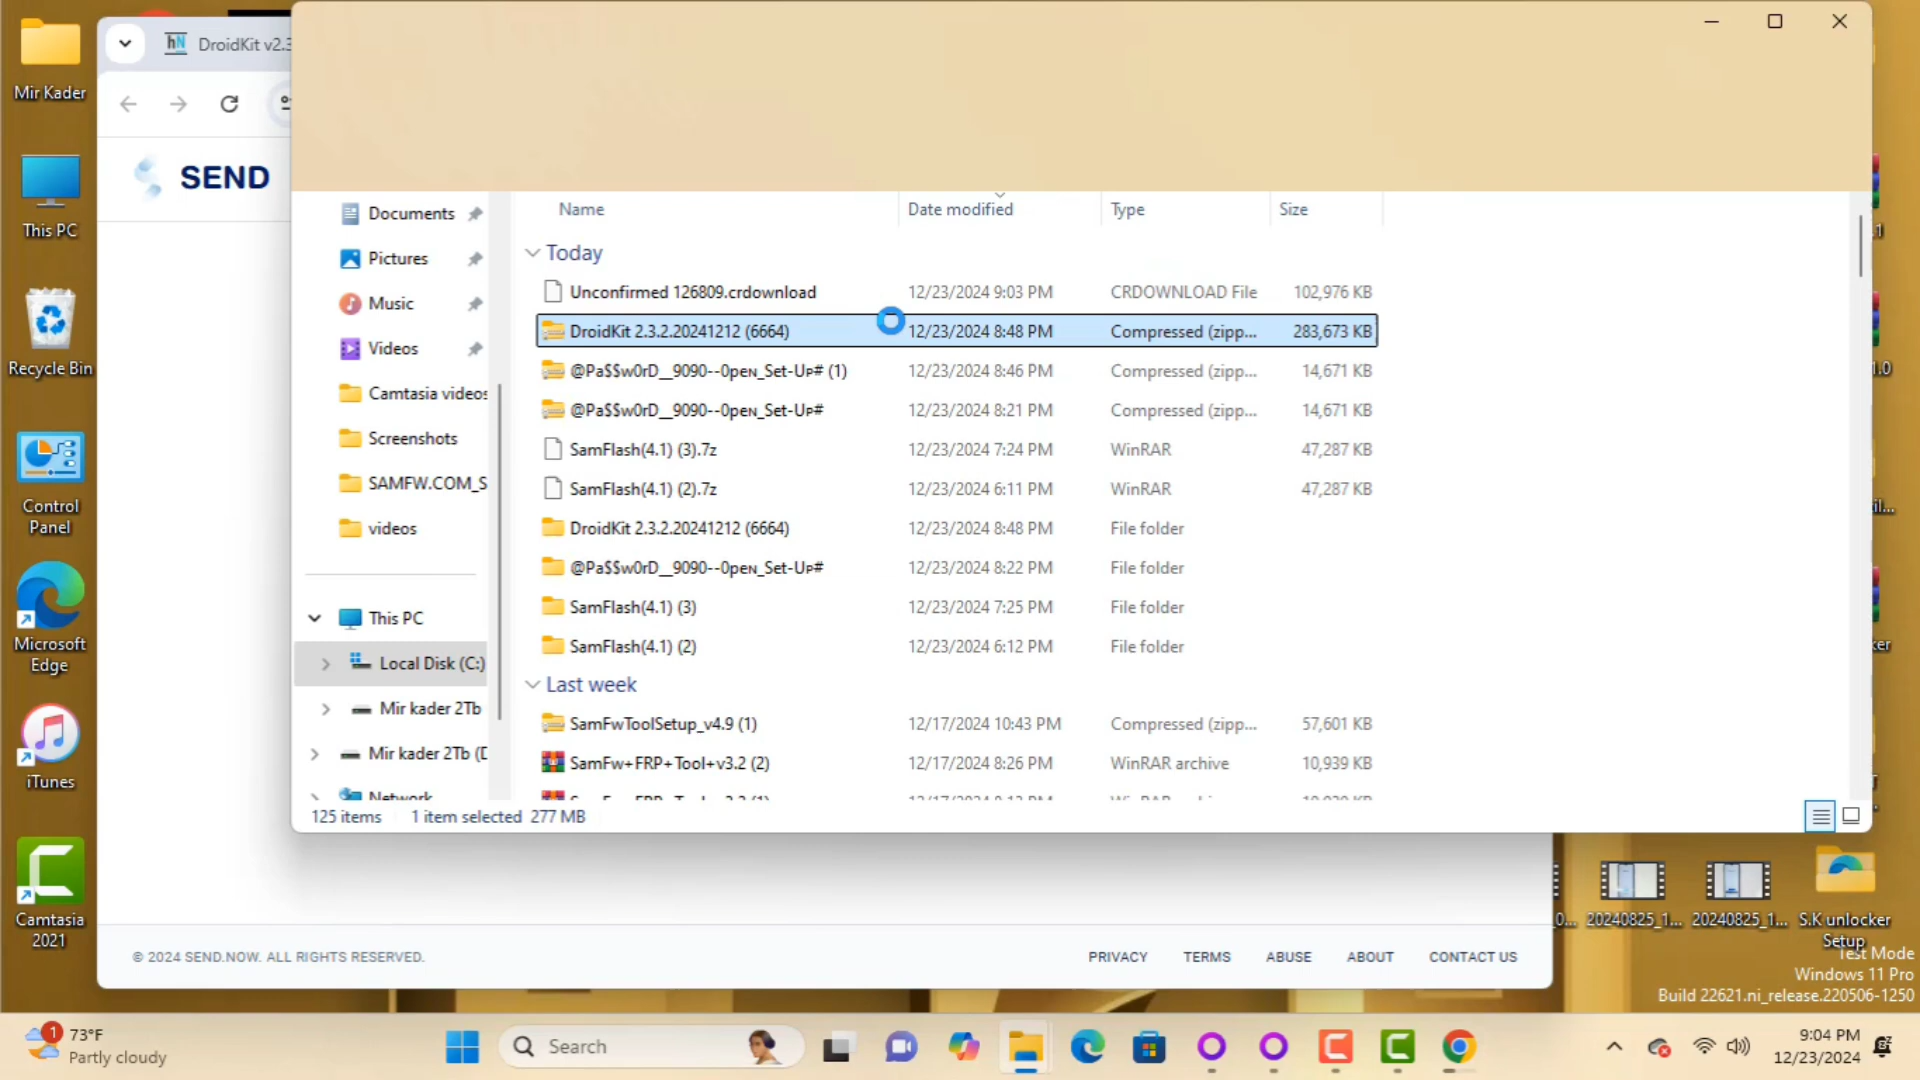 Mir Kader
This PC
Recycle Bin
Control
Panel
Microsoft
Edge
iTunes
Camtasia
2021
DroidKit v2.3
SEND
Documents
Pictures
Music
Videos
Camtasia videos
Screenshots
SAMFW.COM_S
videos
This PC
Local Disk (C:)
Mir kader 2Tb
Mir kader 2Tb (D
Network
Name Date modified Type Size
Today
Unconfirmed 126809.crdownload 12/23/2024 9:03 PM CRDOWNLOAD File 102,976 KB
DroidKit 2.3.2.20241212 (6664) 12/23/2024 8:48 PM Compressed (zipp... 283,673 KB
@Pa$$w0rD__9090--0peɴ_Set-Uᴘ# (1) 12/23/2024 8:46 PM Compressed (zipp... 14,671 KB
@Pa$$w0rD__9090--0peɴ_Set-Uᴘ# 12/23/2024 8:21 PM Compressed (zipp... 14,671 KB
SamFlash(4.1) (3).7z 12/23/2024 7:24 PM WinRAR 47,287 KB
SamFlash(4.1) (2).7z 12/23/2024 6:11 PM WinRAR 47,287 KB
DroidKit 2.3.2.20241212 (6664) 12/23/2024 8:48 PM File folder
@Pa$$w0rD__9090--0peɴ_Set-Uᴘ# 12/23/2024 8:22 PM File folder
SamFlash(4.1) (3) 12/23/2024 7:25 PM File folder
SamFlash(4.1) (2) 12/23/2024 6:12 PM File folder
Last week
SamFwToolSetup_v4.9 (1) 12/17/2024 10:43 PM Compressed (zipp... 57,601 KB
SamFw+FRP+Tool+v3.2 (2) 12/17/2024 8:26 PM WinRAR archive 10,939 KB
125 items 1 item selected 277 MB
20240825_1... 20240825_1... S.K unlocker
Setup
Test Mode
Windows 11 Pro
Build 22621.ni_release.220506-1250
© 2024 SEND.NOW. ALL RIGHTS RESERVED. PRIVACY TERMS ABUSE ABOUT CONTACT US
1
73°F
Partly cloudy
Search
9:04 PM
12/23/2024